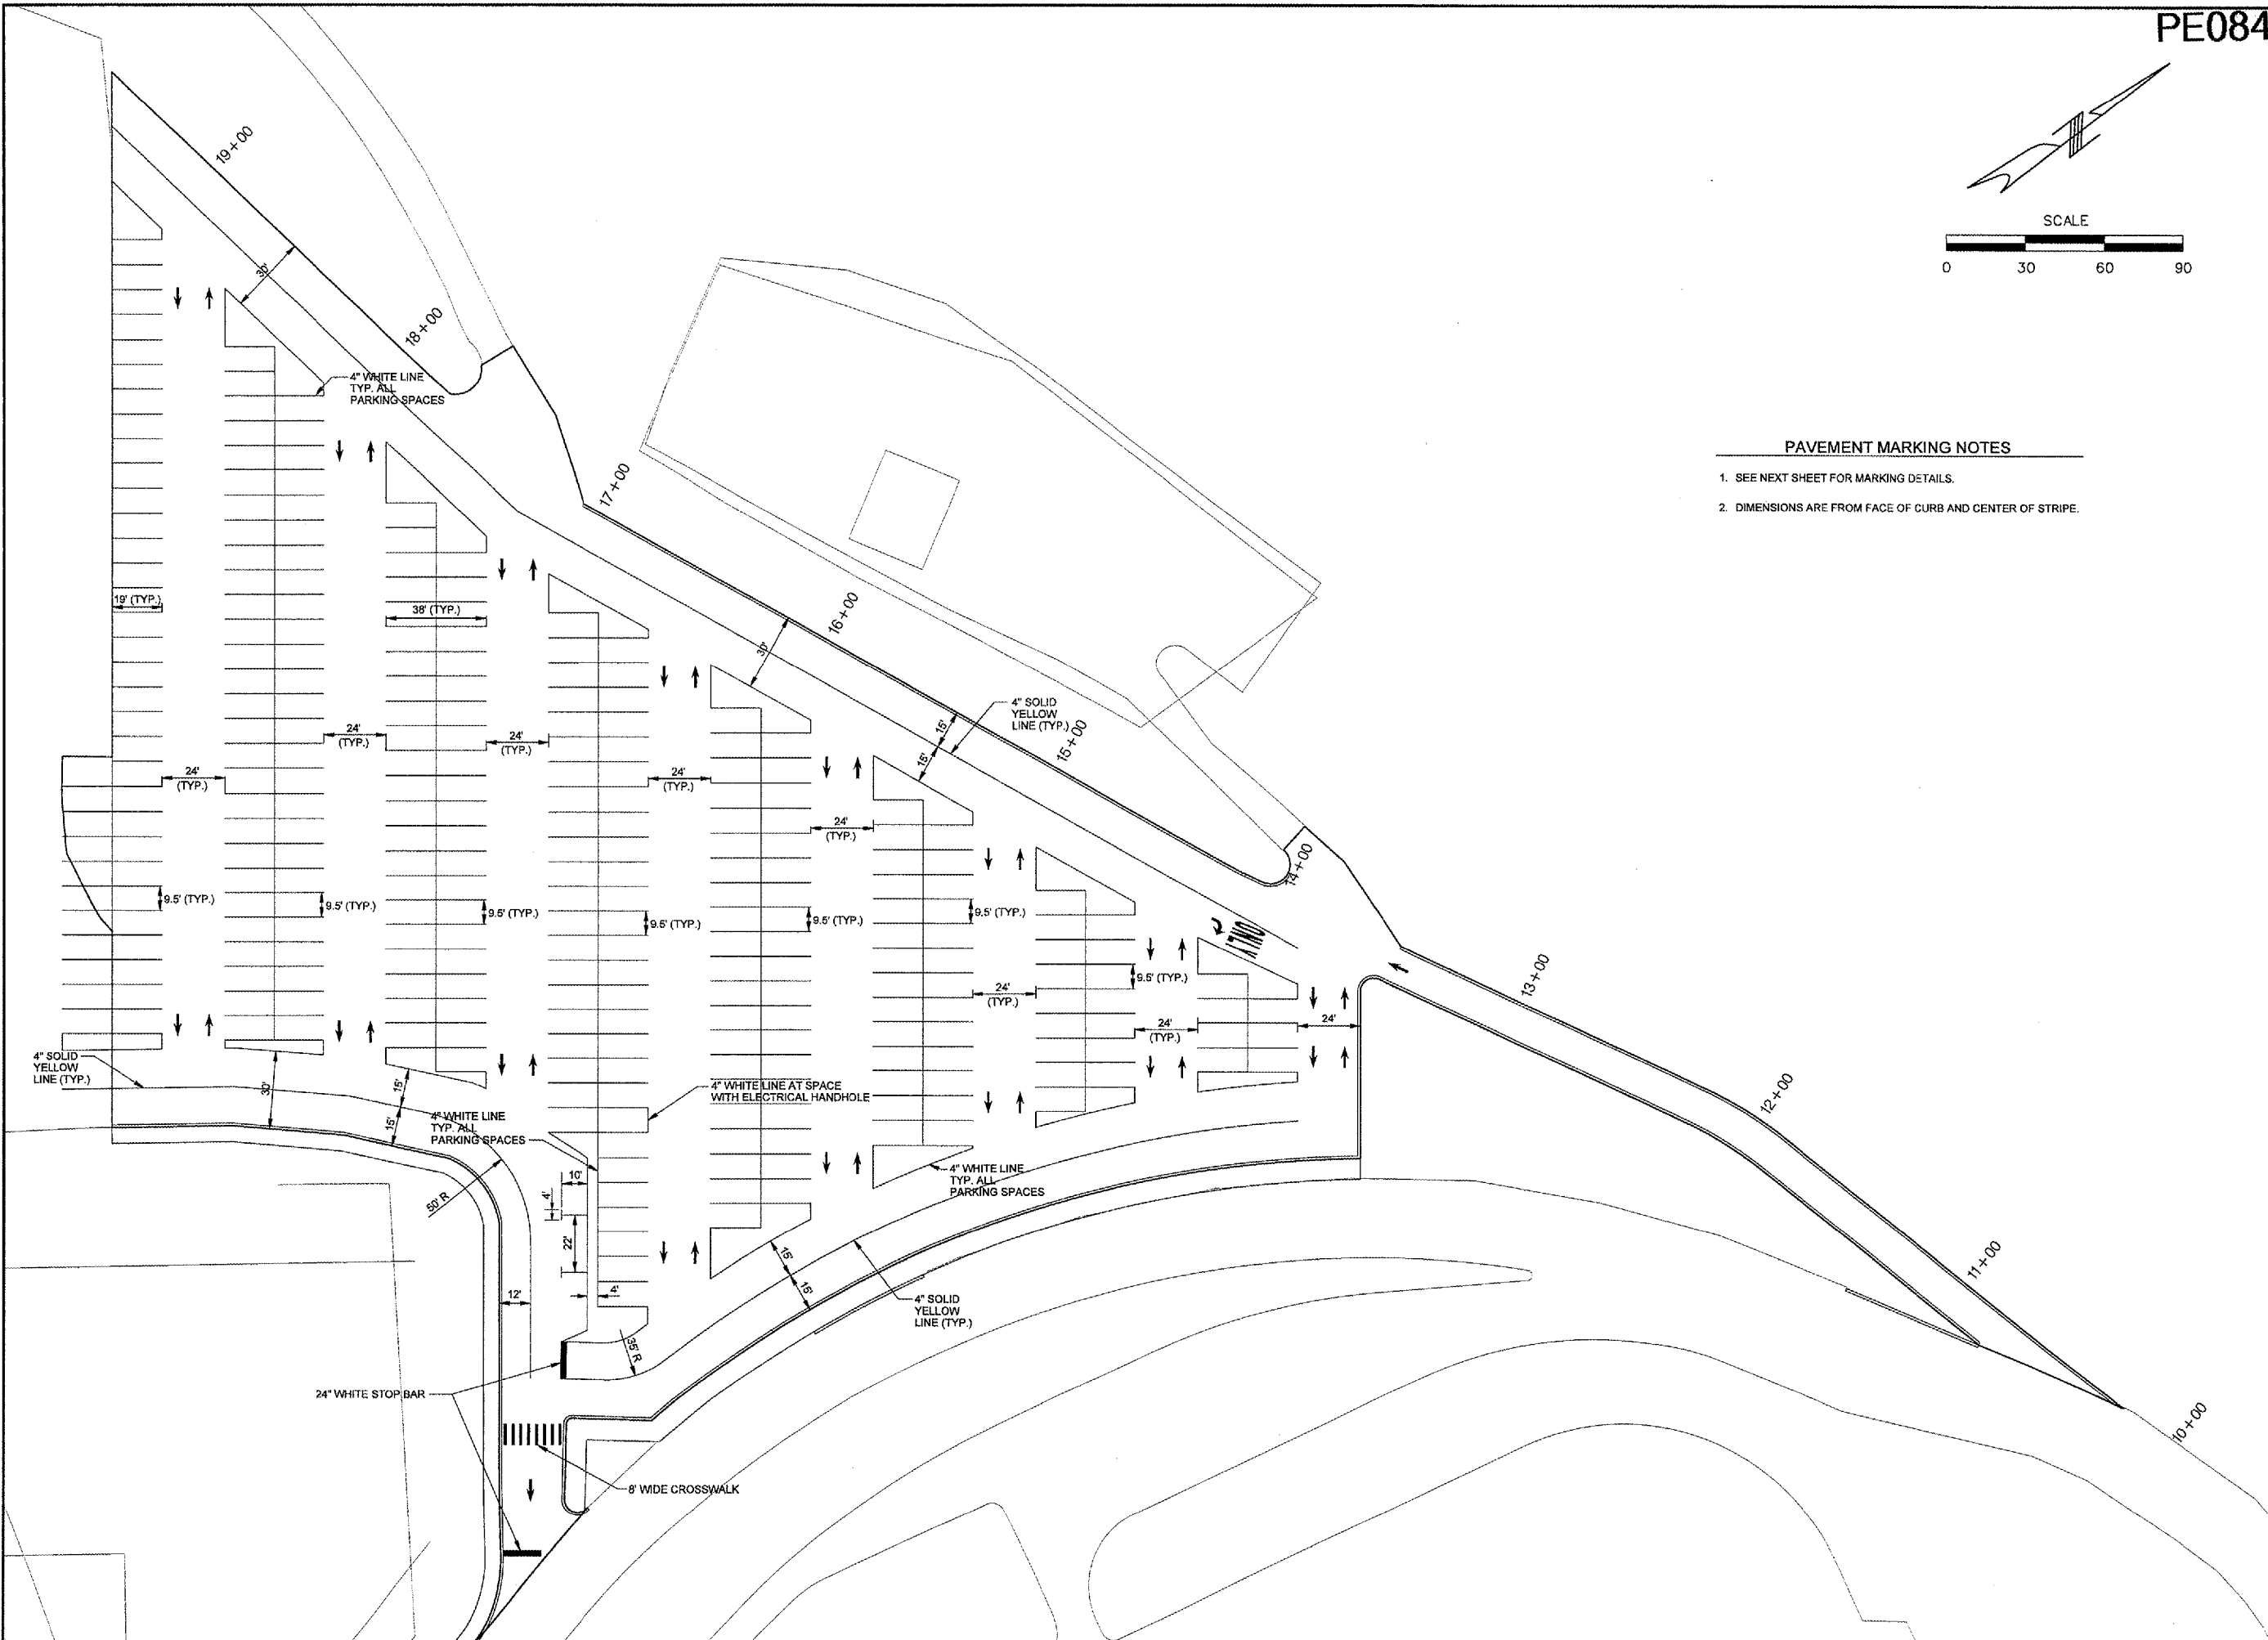 PE084
SCALE
0 30 60 90
PAVEMENT MARKING NOTES
1. SEE NEXT SHEET FOR MARKING DETAILS.
2. DIMENSIONS ARE FROM FACE OF CURB AND CENTER OF STRIPE.
19+00
30'
18+00
4" WHITE LINE
TYP. ALL
PARKING SPACES
17+00
16+00
30'
19' (TYP.)
38' (TYP.)
4" SOLID
YELLOW
LINE (TYP.)
15'
15'
15+00
24'
(TYP.)
24'
(TYP.)
24'
(TYP.)
24'
(TYP.)
24'
(TYP.)
14+00
9.5' (TYP.)
9.5' (TYP.)
9.5' (TYP.)
9.5' (TYP.)
9.5' (TYP.)
9.5' (TYP.)
ONLY
9.5' (TYP.)
13+00
24'
(TYP.)
24'
(TYP.)
24'
4" SOLID
YELLOW
LINE (TYP.)
30'
15'
15'
4" WHITE LINE AT SPACE
WITH ELECTRICAL HANDHOLE
12+00
4" WHITE LINE
TYP. ALL
PARKING SPACES
4" WHITE LINE
TYP. ALL
PARKING SPACES
50' R
10'
4'
22'
12'
4'
15'
15'
11+00
4" SOLID
YELLOW
LINE (TYP.)
35' R
24" WHITE STOP BAR
10+00
8' WIDE CROSSWALK